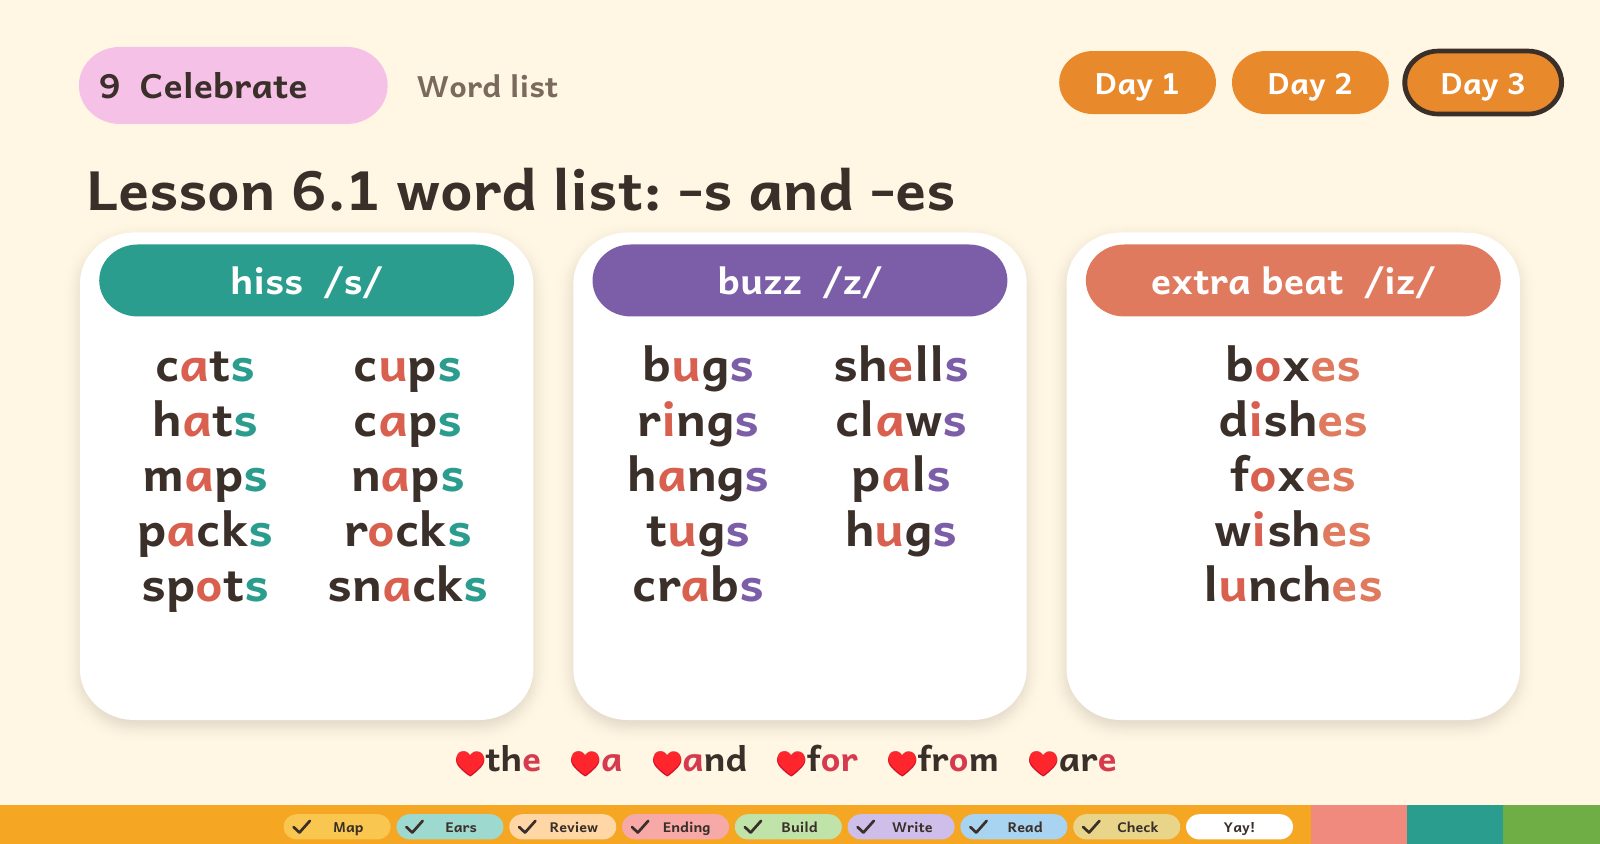 9 Celebrate
Word list
Day 1
Day 2
Day 3
Lesson 6.1 word list: -s and -es
hiss /s/
cats cups
hats caps
maps naps
packs rocks
spots snacks
buzz /z/
bugs shells
rings claws
hangs pals
tugs hugs
crabs
extra beat /iz/
boxes
dishes
foxes
wishes
lunches
the a and for from are
Map Ears Review Ending Build Write Read Check Yay!